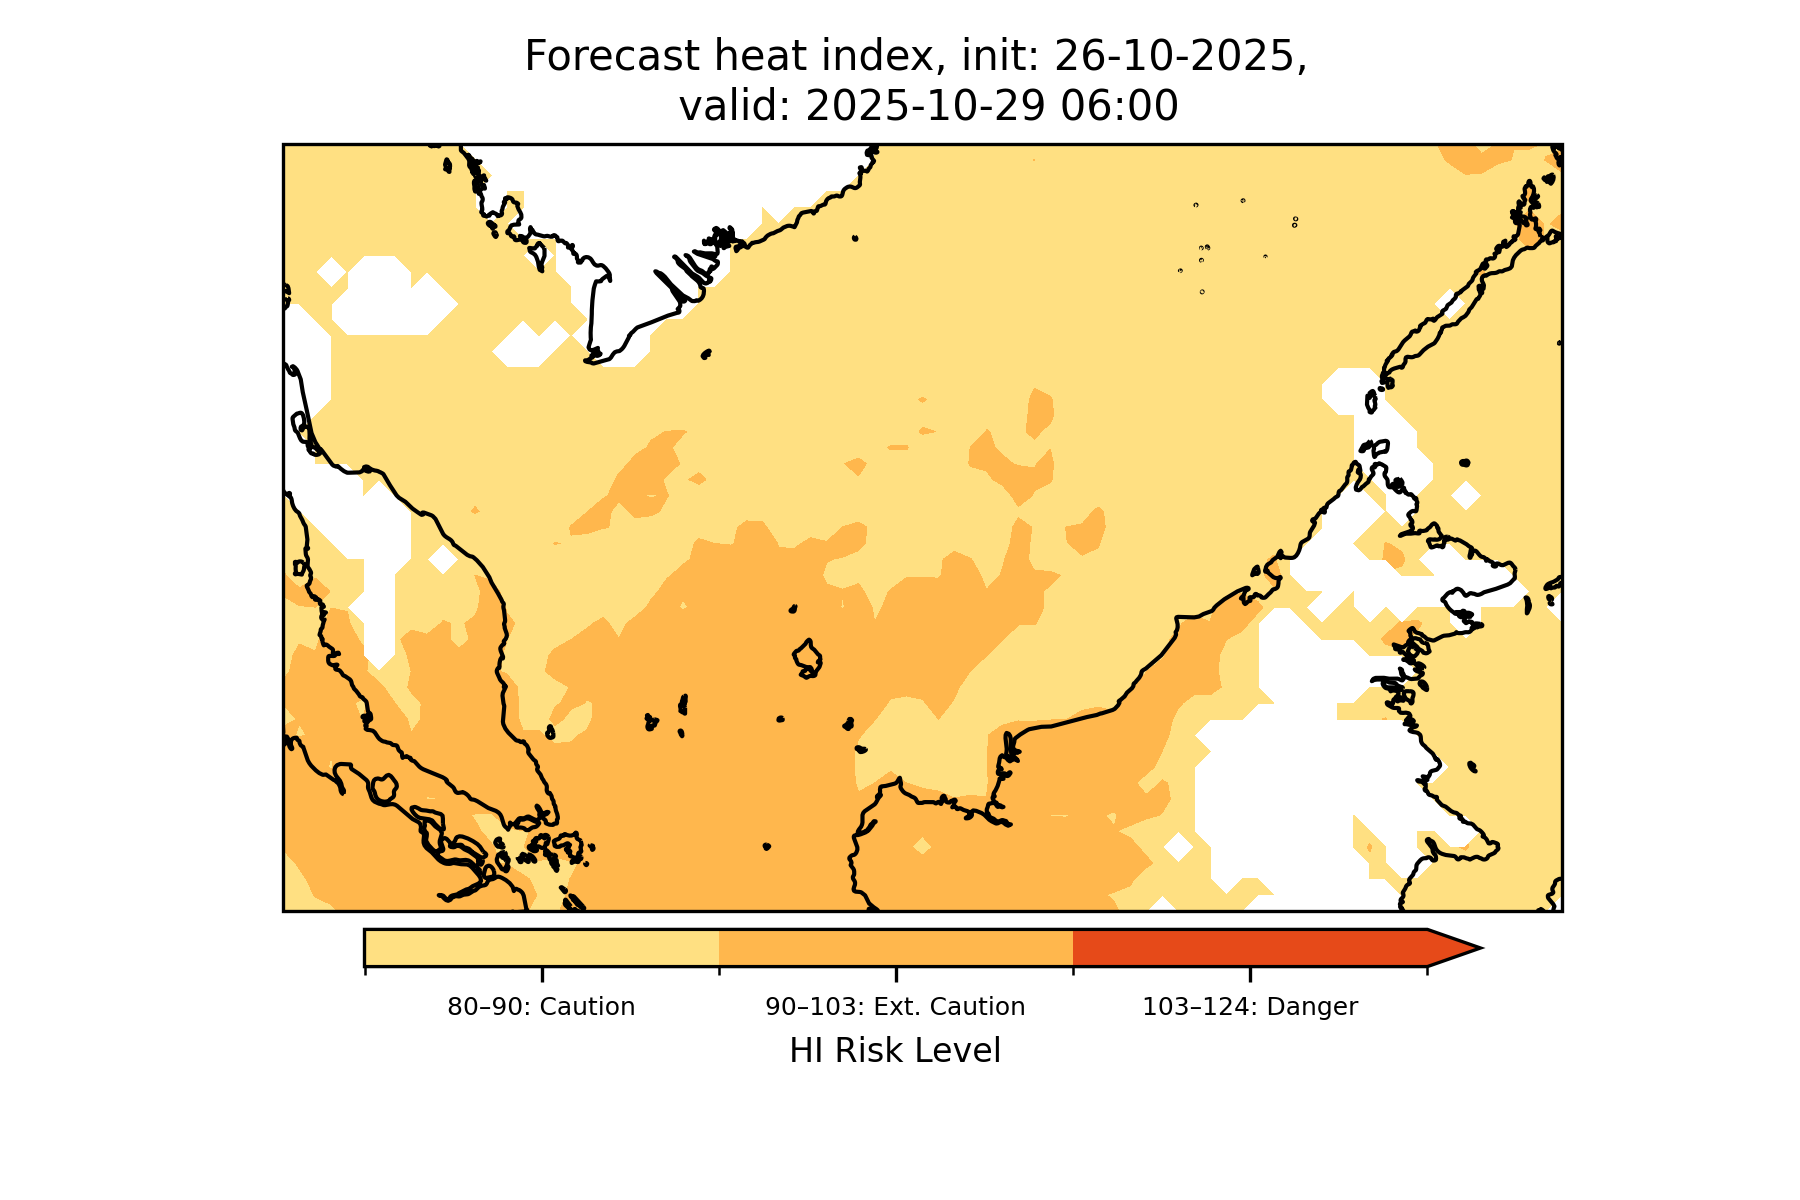 Forecast heat index, init: 26-10-2025,
valid: 2025-10-29 06:00
80–90: Caution
90–103: Ext. Caution
103–124: Danger
HI Risk Level